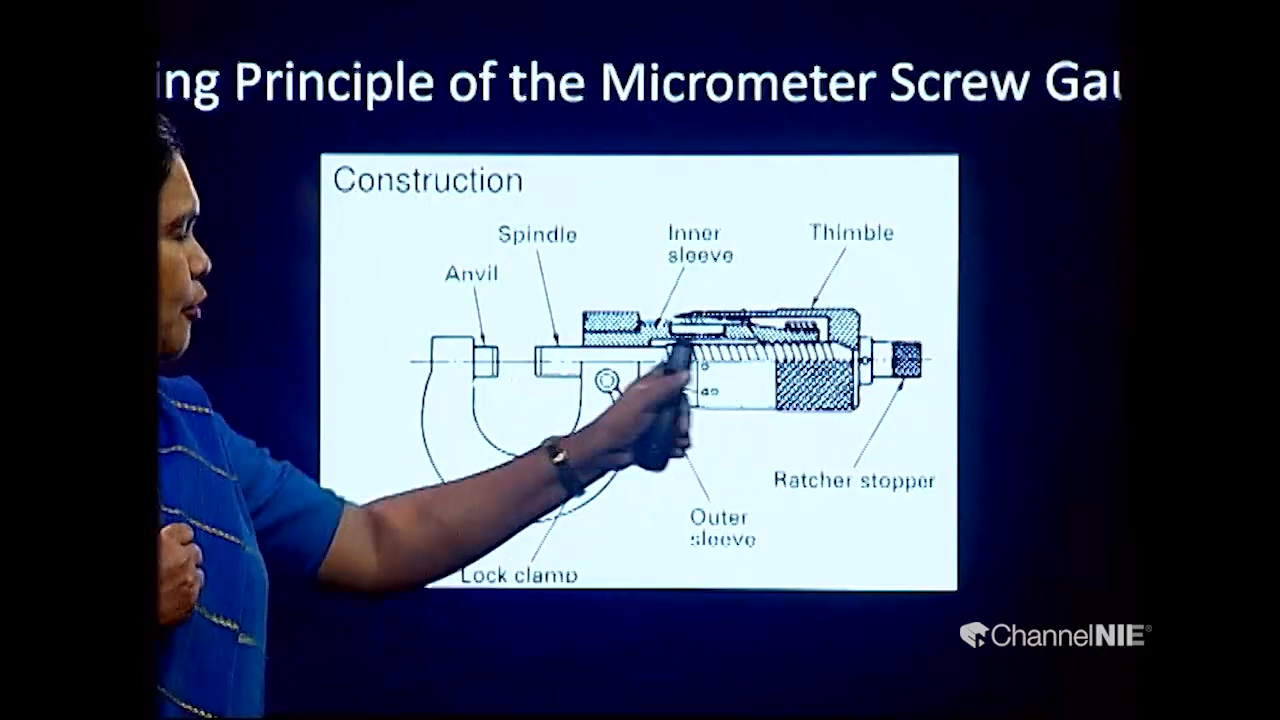 ing Principle of the Micrometer Screw Gau
Construction
Spindle
Inner
sleeve
Thimble
Anvil
Ratcher stopper
Outer
sleeve
Lock clamp
ChannelNIE®